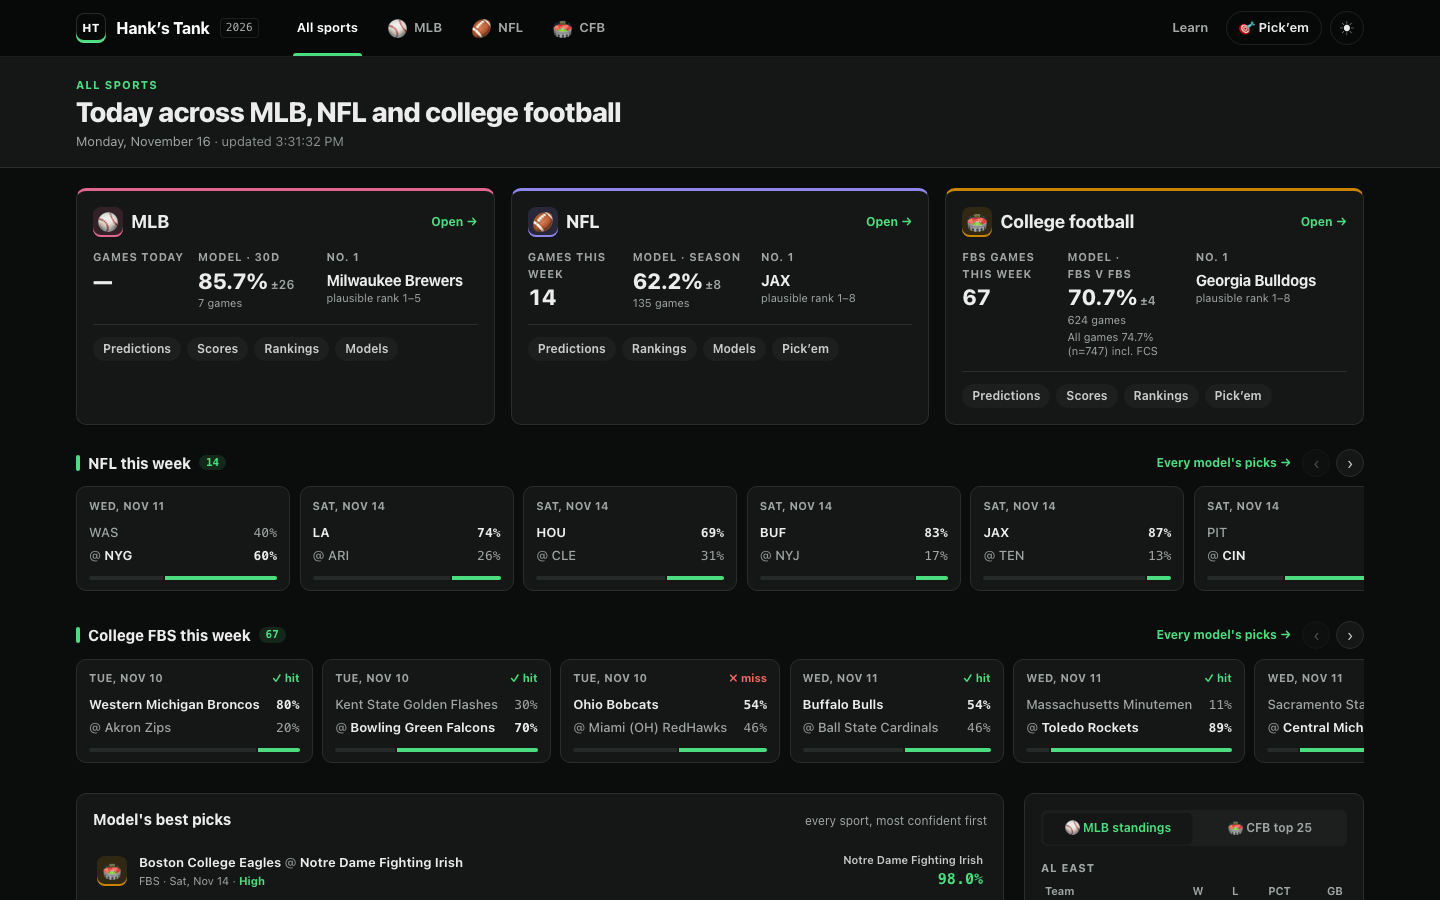 HT Hank's Tank 2026 All sports MLB NFL CFB Learn Pick'em
ALL SPORTS
Today across MLB, NFL and college football
Monday, November 16 · updated 3:31:32 PM
MLB Open →
GAMES TODAY MODEL · 30D NO. 1
— 85.7% ±26 Milwaukee Brewers
7 games plausible rank 1–5
Predictions Scores Rankings Models
NFL Open →
GAMES THIS WEEK MODEL · SEASON NO. 1
14 62.2% ±8 JAX
135 games plausible rank 1–8
Predictions Rankings Models Pick'em
College football Open →
FBS GAMES THIS WEEK MODEL · FBS V FBS NO. 1
67 70.7% ±4 Georgia Bulldogs
624 games plausible rank 1–8
All games 74.7%
(n=747) incl. FCS
Predictions Scores Rankings Pick'em
NFL this week 14 Every model's picks → ‹ ›
WED, NOV 11
WAS 40%
@ NYG 60%
SAT, NOV 14
LA 74%
@ ARI 26%
SAT, NOV 14
HOU 69%
@ CLE 31%
SAT, NOV 14
BUF 83%
@ NYJ 17%
SAT, NOV 14
JAX 87%
@ TEN 13%
SAT, NOV 14
PIT
@ CIN
College FBS this week 67 Every model's picks → ‹ ›
TUE, NOV 10 ✓ hit
Western Michigan Broncos 80%
@ Akron Zips 20%
TUE, NOV 10 ✓ hit
Kent State Golden Flashes 30%
@ Bowling Green Falcons 70%
TUE, NOV 10 ✕ miss
Ohio Bobcats 54%
@ Miami (OH) RedHawks 46%
WED, NOV 11 ✓ hit
Buffalo Bulls 54%
@ Ball State Cardinals 46%
WED, NOV 11 ✓ hit
Massachusetts Minutemen 11%
@ Toledo Rockets 89%
WED, NOV 11
Sacramento Sta
@ Central Mich
Model's best picks every sport, most confident first
Boston College Eagles @ Notre Dame Fighting Irish Notre Dame Fighting Irish
FBS · Sat, Nov 14 · High 98.0%
MLB standings CFB top 25
AL EAST
Team W L PCT GB